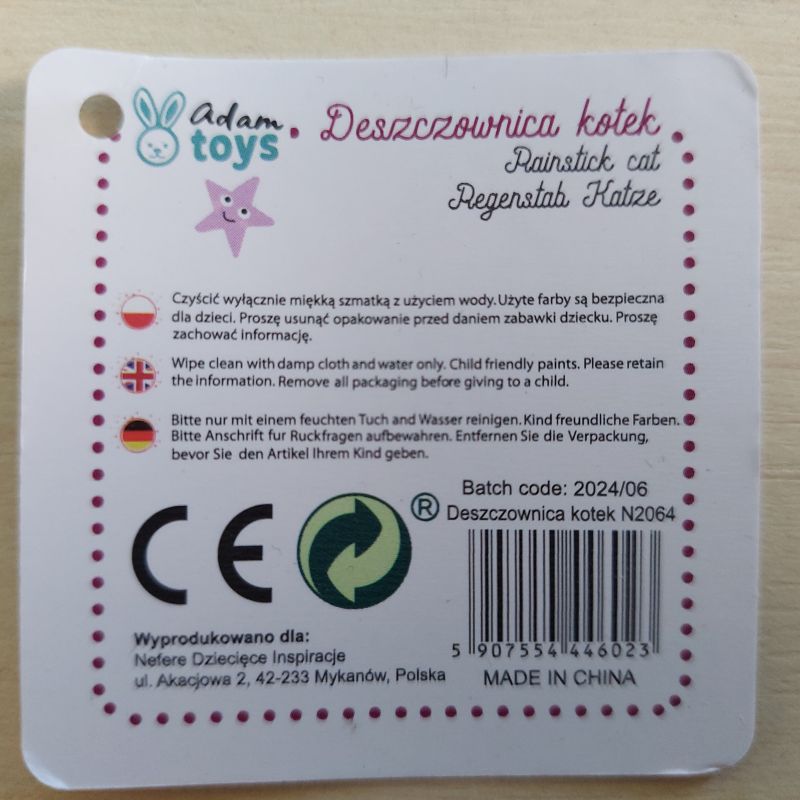 adam toys
Deszczownica kotek
Rainstick cat
Regenstab Katze
Czyścić wyłącznie miękką szmatką z użyciem wody. Użyte farby są bezpieczna
dla dzieci. Proszę usunąć opakowanie przed daniem zabawki dziecku. Proszę
zachować informację.
Wipe clean with damp cloth and water only. Child friendly paints. Please retain
the information. Remove all packaging before giving to a child.
Bitte nur mit einem feuchten Tuch and Wasser reinigen. Kind freundliche Farben.
Bitte Anschrift fur Ruckfragen aufbewahren. Entfernen Sie die Verpackung,
bevor Sie den Artikel Ihrem Kind geben.
CE
®
Batch code: 2024/06
Deszczownica kotek N2064
5 907554 446023
MADE IN CHINA
Wyprodukowano dla:
Nefere Dziecięce Inspiracje
ul. Akacjowa 2, 42-233 Mykanów, Polska